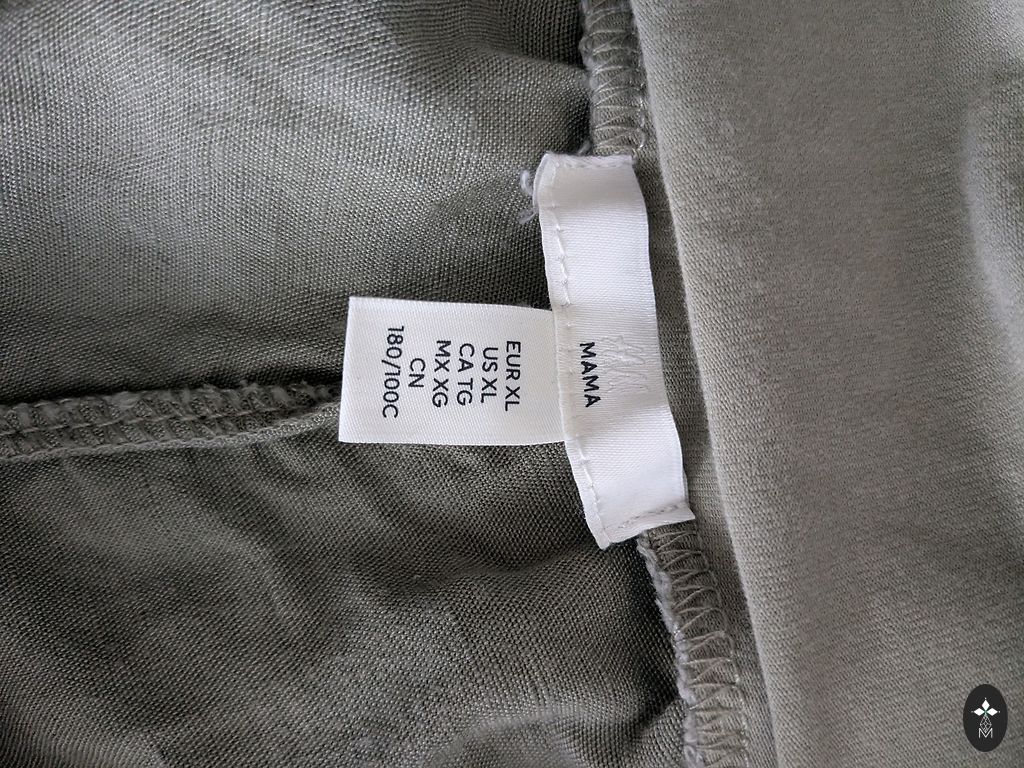 MAMA
EUR XL
US XL
CA TG
MX XG
CN
180/100C
M